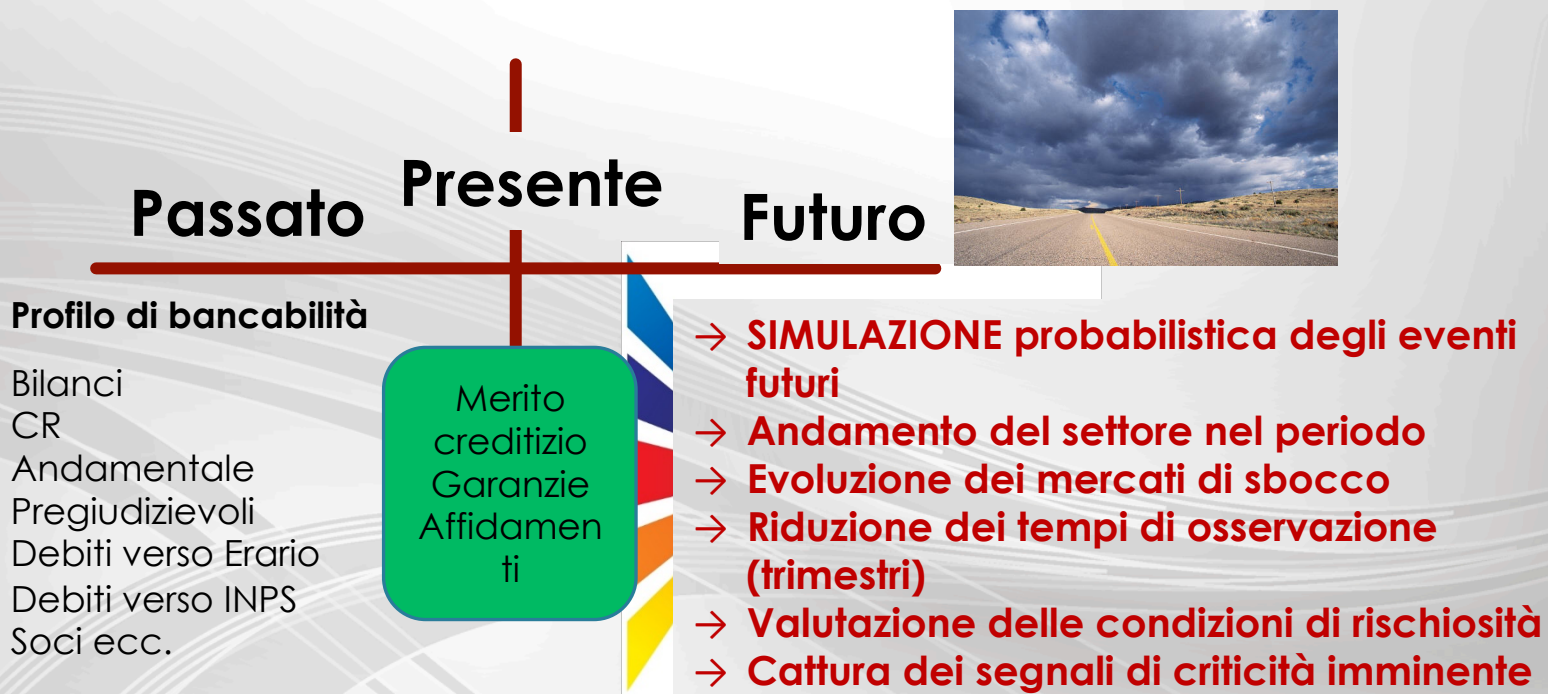 Passato
Presente
Futuro
Profilo di bancabilità
Bilanci
CR
Andamentale
Pregiudizievoli
Debiti verso Erario
Debiti verso INPS
Soci ecc.
Merito
creditizio
Garanzie
Affidamen
ti
→ SIMULAZIONE probabilistica degli eventi
futuri
→ Andamento del settore nel periodo
→ Evoluzione dei mercati di sbocco
→ Riduzione dei tempi di osservazione
(trimestri)
→ Valutazione delle condizioni di rischiosità
→ Cattura dei segnali di criticità imminente